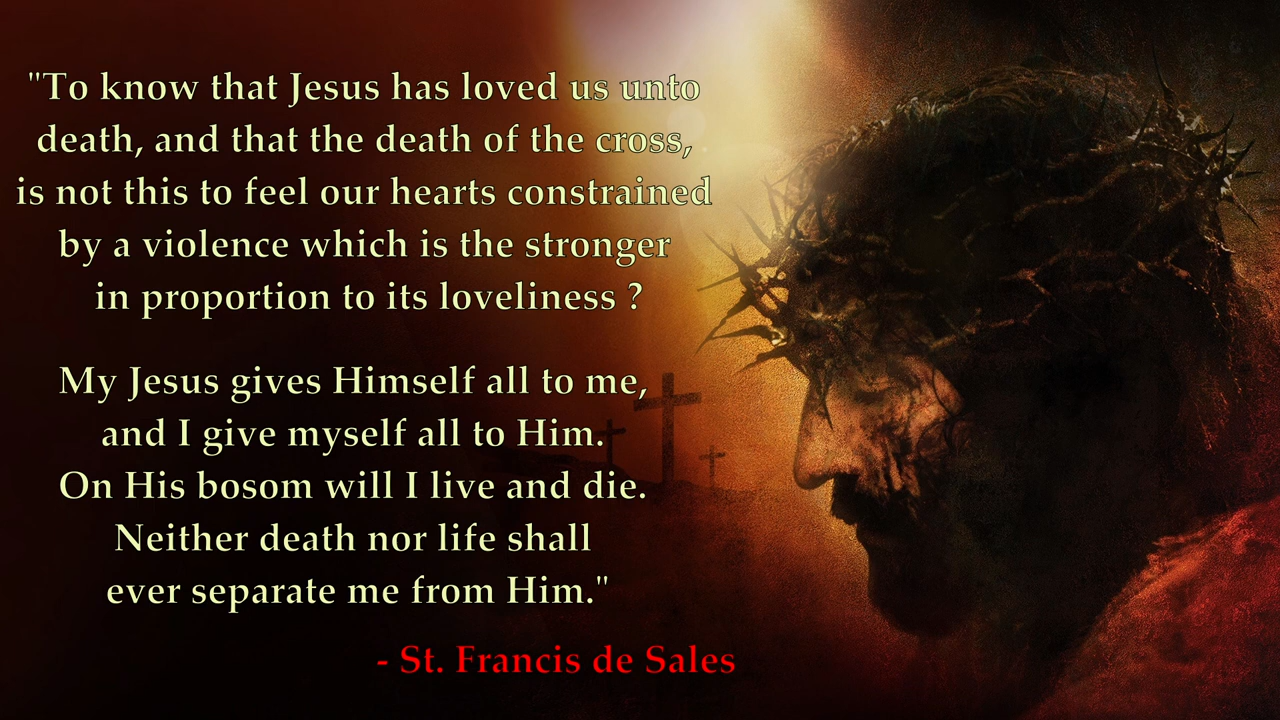 "To know that Jesus has loved us unto
death, and that the death of the cross,
is not this to feel our hearts constrained
by a violence which is the stronger
in proportion to its loveliness ?
My Jesus gives Himself all to me,
and I give myself all to Him.
On His bosom will I live and die.
Neither death nor life shall
ever separate me from Him."
- St. Francis de Sales